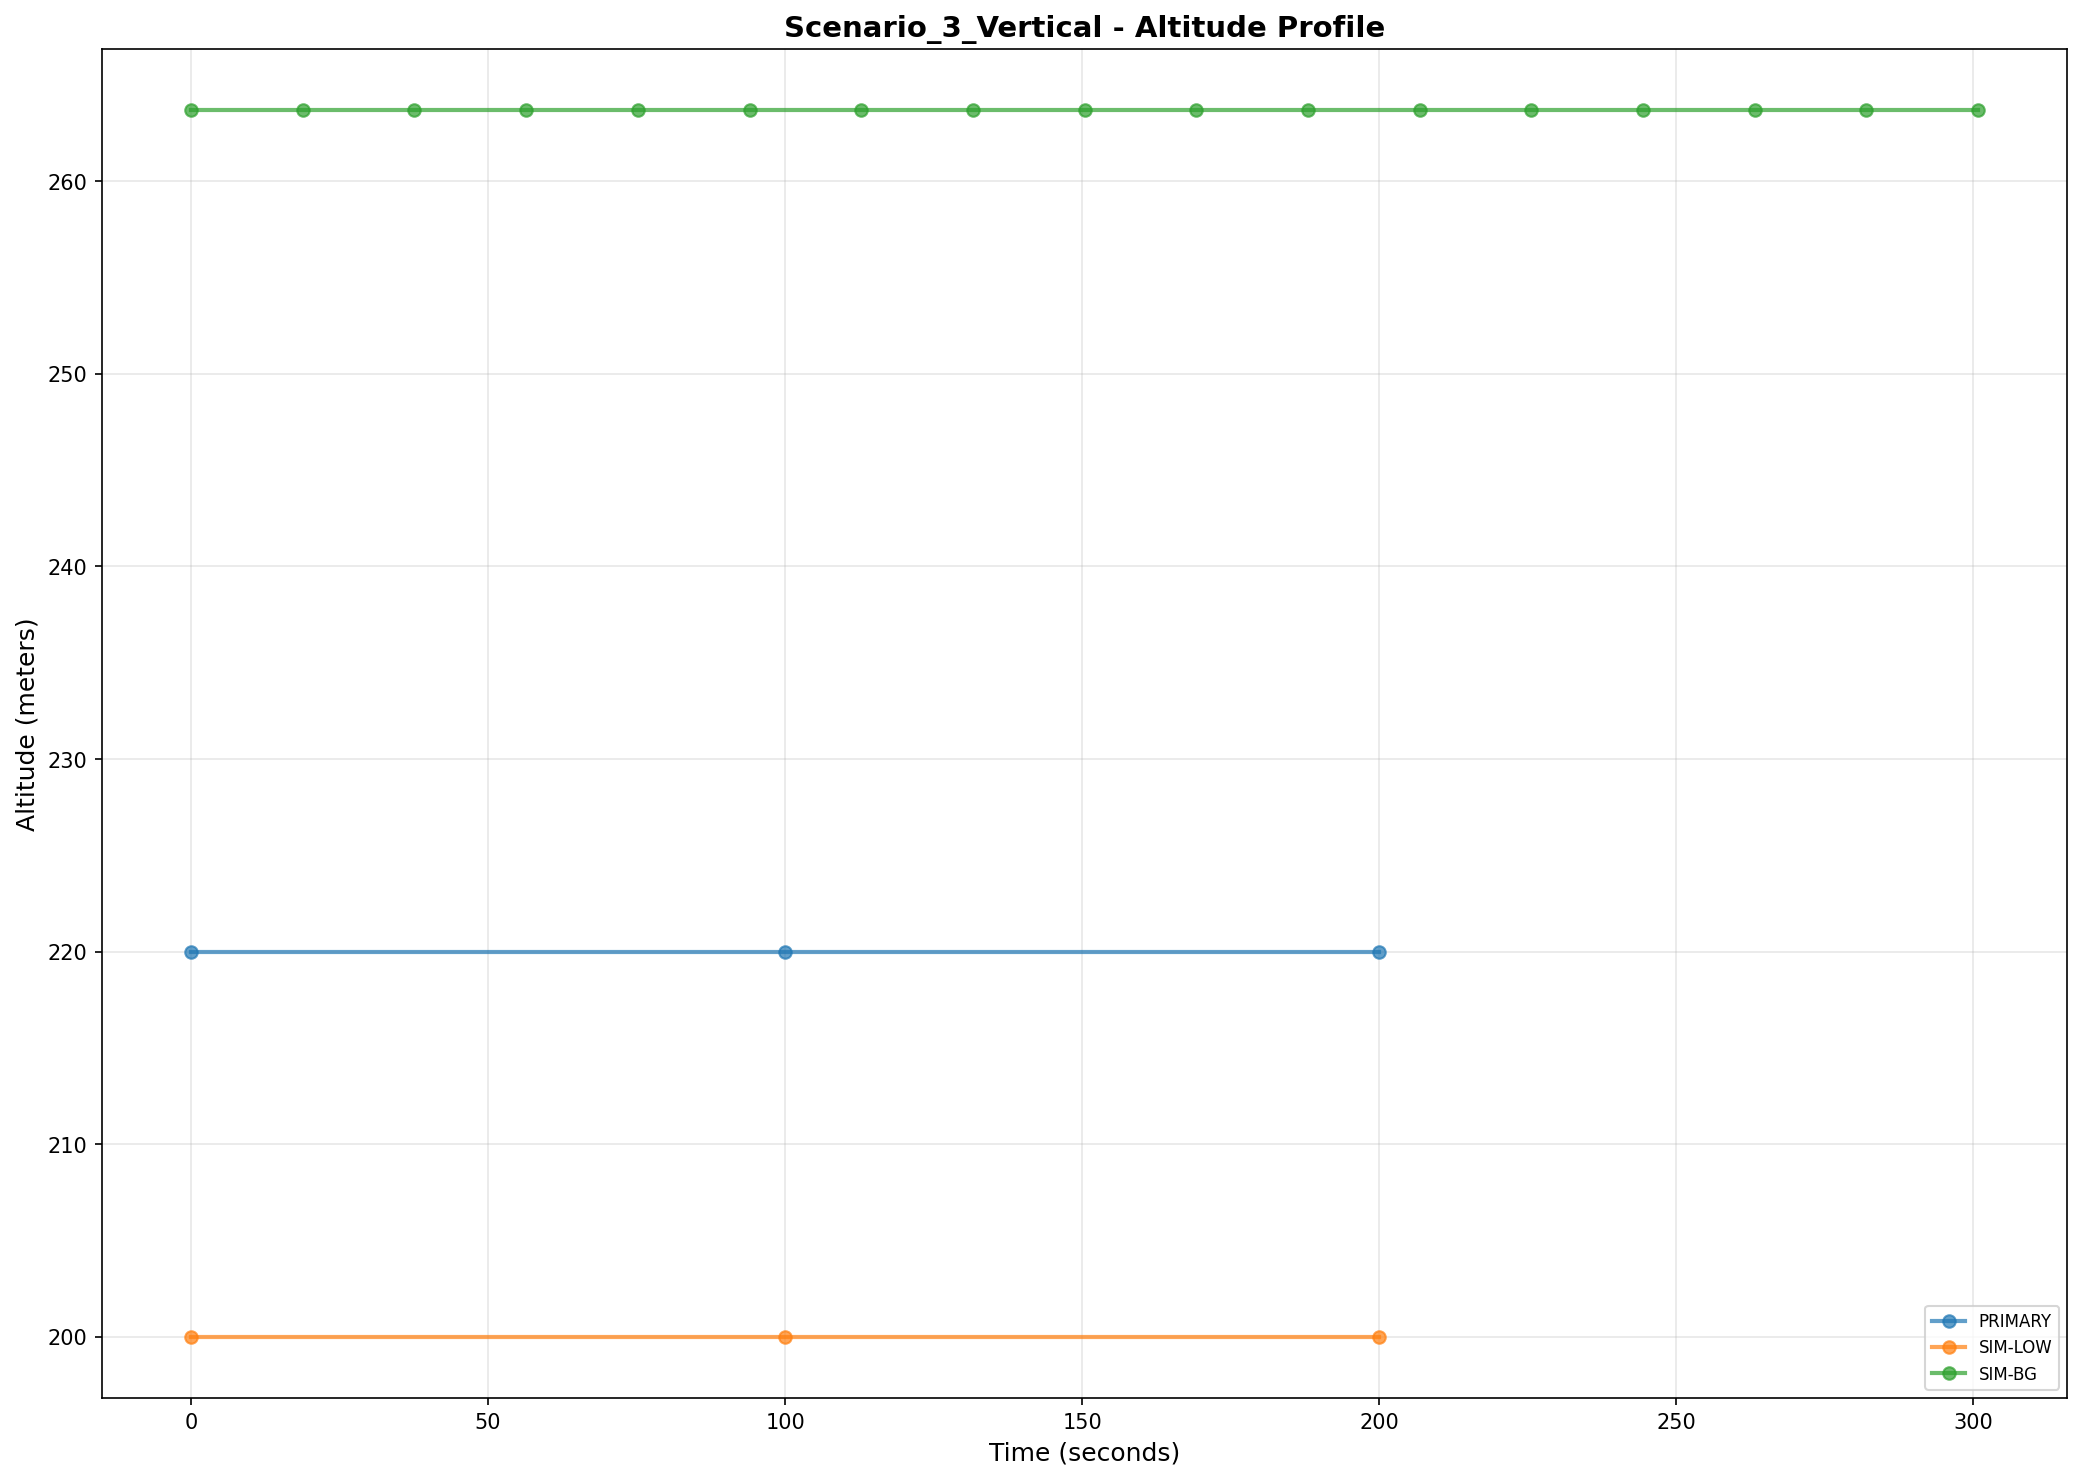 Scenario_3_Vertical - Altitude Profile
Altitude (meters)
260
250
240
230
220
210
200
0 50 100 150 200 250 300
Time (seconds)
PRIMARY
SIM-LOW
SIM-BG